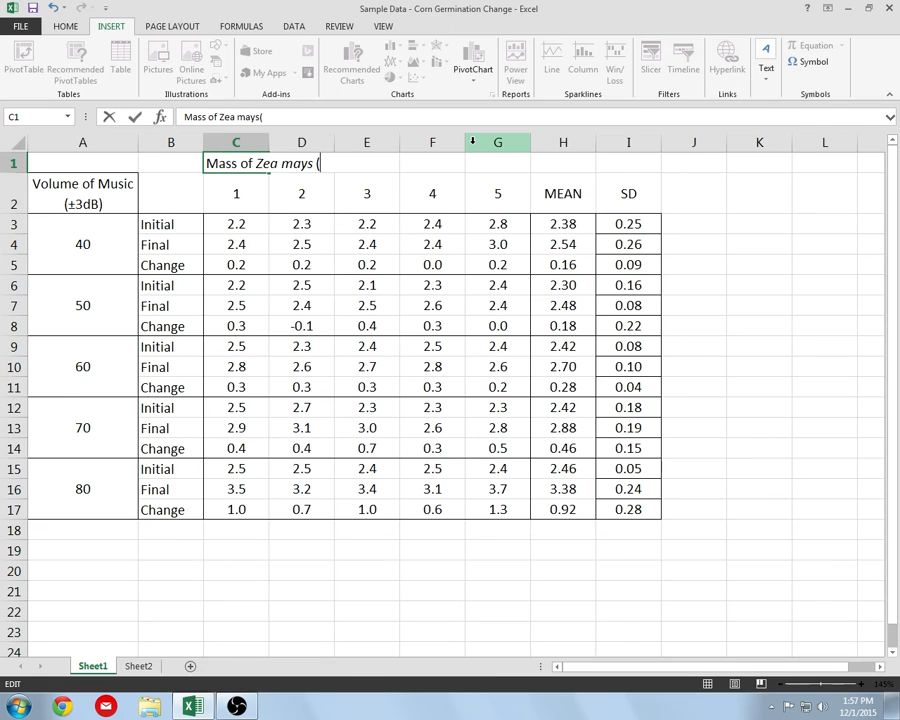 Sample Data - Corn Germination Change - Excel
FILE HOME INSERT PAGE LAYOUT FORMULAS DATA REVIEW VIEW
PivotTable Recommended PivotTables Table Pictures Online Pictures Store My Apps Recommended Charts PivotChart Power View Line Column Win/Loss Slicer Timeline Hyperlink Text Equation Symbol
Tables Illustrations Add-ins Charts Reports Sparklines Filters Links Symbols
C1 fx Mass of Zea mays(
A B C D E F G H I J K L
1 Mass of Zea mays (
2 Volume of Music (±3dB) 1 2 3 4 5 MEAN SD
3 Initial 2.2 2.3 2.2 2.4 2.8 2.38 0.25
4 40 Final 2.4 2.5 2.4 2.4 3.0 2.54 0.26
5 Change 0.2 0.2 0.2 0.0 0.2 0.16 0.09
6 Initial 2.2 2.5 2.1 2.3 2.4 2.30 0.16
7 50 Final 2.5 2.4 2.5 2.6 2.4 2.48 0.08
8 Change 0.3 -0.1 0.4 0.3 0.0 0.18 0.22
9 Initial 2.5 2.3 2.4 2.5 2.4 2.42 0.08
10 60 Final 2.8 2.6 2.7 2.8 2.6 2.70 0.10
11 Change 0.3 0.3 0.3 0.3 0.2 0.28 0.04
12 Initial 2.5 2.7 2.3 2.3 2.3 2.42 0.18
13 70 Final 2.9 3.1 3.0 2.6 2.8 2.88 0.19
14 Change 0.4 0.4 0.7 0.3 0.5 0.46 0.15
15 Initial 2.5 2.5 2.4 2.5 2.4 2.46 0.05
16 80 Final 3.5 3.2 3.4 3.1 3.7 3.38 0.24
17 Change 1.0 0.7 1.0 0.6 1.3 0.92 0.28
18
19
20
21
22
23
24
Sheet1 Sheet2
EDIT 145%
1:57 PM
12/1/2015